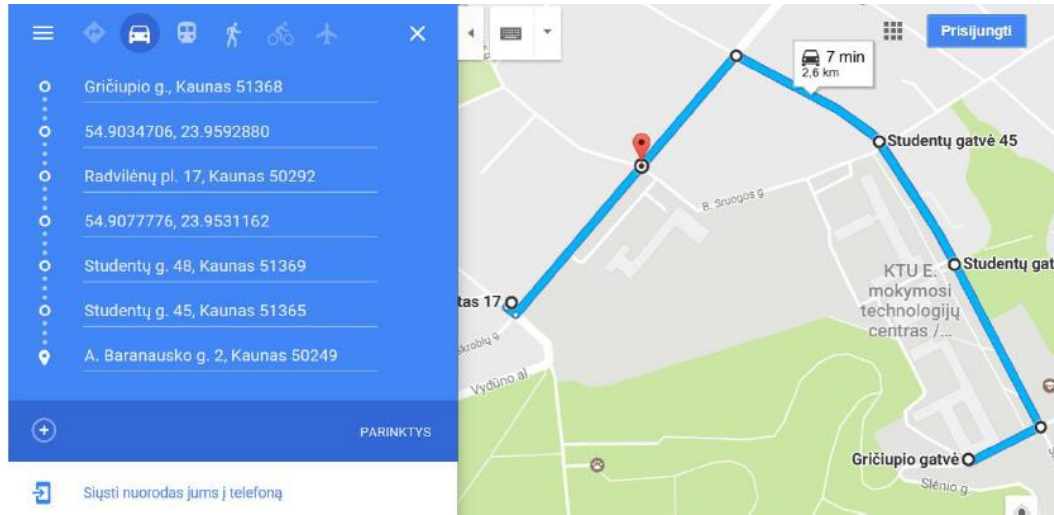 Gričiupio g., Kaunas 51368
54.9034706, 23.9592880
Radvilėnų pl. 17, Kaunas 50292
54.9077776, 23.9531162
Studentų g. 48, Kaunas 51369
Studentų g. 45, Kaunas 51365
A. Baranausko g. 2, Kaunas 50249
PARINKTYS
Siųsti nuorodas jums į telefoną
Prisijungti
7 min
2,6 km
Studentų gatvė 45
B. Sruogos g
Studentų gat
KTU E.
mokymosi
technologijų
centras /...
tas 17
skroblų g
Vydūno al.
Gričiupio gatvė
Slėnio g